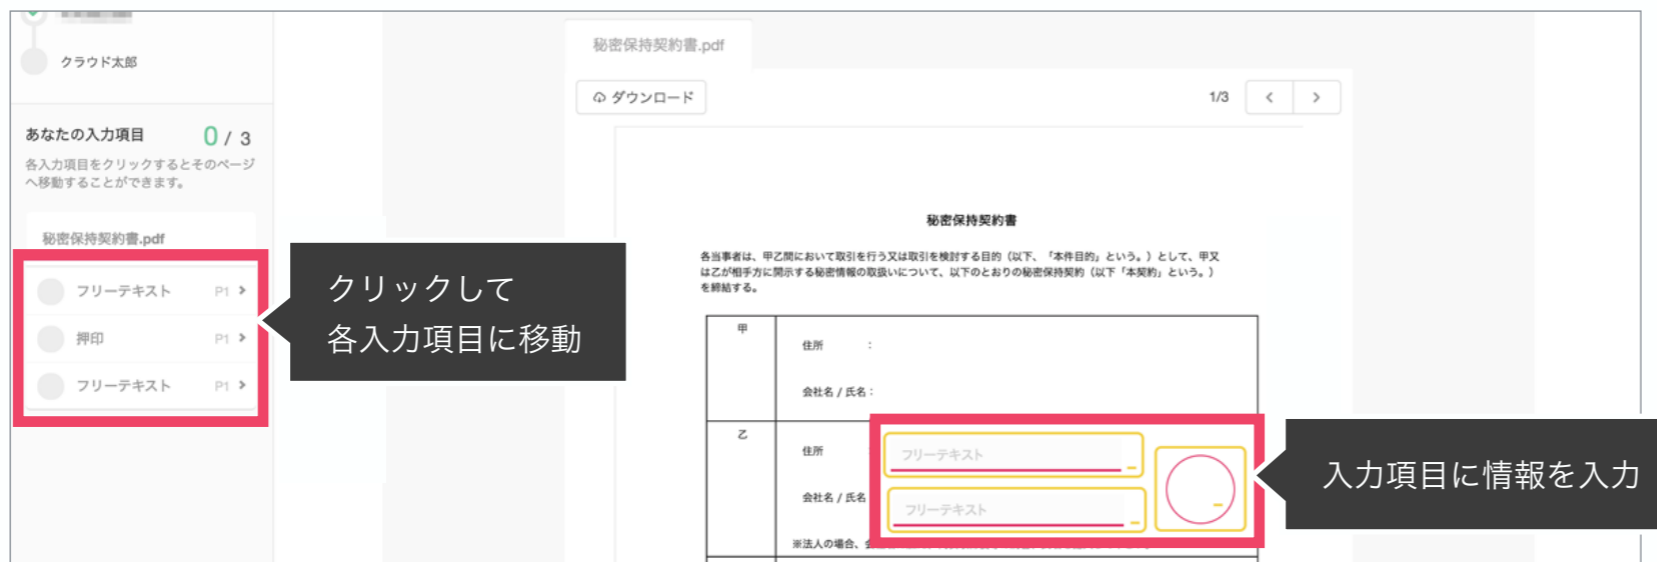 クラウド太郎
あなたの入力項目 0 / 3
各入力項目をクリックするとそのページ
へ移動することができます。
秘密保持契約書.pdf
フリーテキスト P1
押印 P1
フリーテキスト P1
クリックして
各入力項目に移動
秘密保持契約書.pdf
ダウンロード
1/3
秘密保持契約書
各当事者は、甲乙間において取引を行う又は取引を検討する目的（以下、「本件目的」という。）として、甲又
は乙が相手方に開示する秘密情報の取扱いについて、以下のとおりの秘密保持契約（以下「本契約」という。）
を締結する。
甲
住所 :
会社名 / 氏名 :
乙
住所
フリーテキスト
会社名 / 氏名
フリーテキスト
※法人の場合、
入力項目に情報を入力